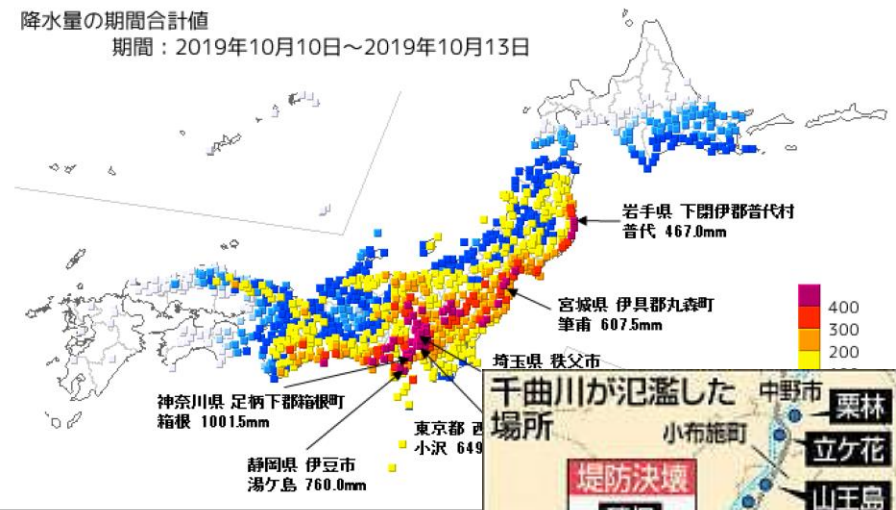 降水量の期間合計値
期間：2019年10月10日～2019年10月13日
岩手県 下閉伊郡普代村
普代 467.0mm
宮城県 伊具郡丸森町
筆甫 607.5mm
埼玉県 秩父市
400
300
200
神奈川県 足柄下郡箱根町
箱根 1001.5mm
東京都 西
小沢 649
静岡県 伊豆市
湯ケ島 760.0mm
千曲川が氾濫した
場所
中野市
栗林
小布施町
立ケ花
堤防決壊
山王島